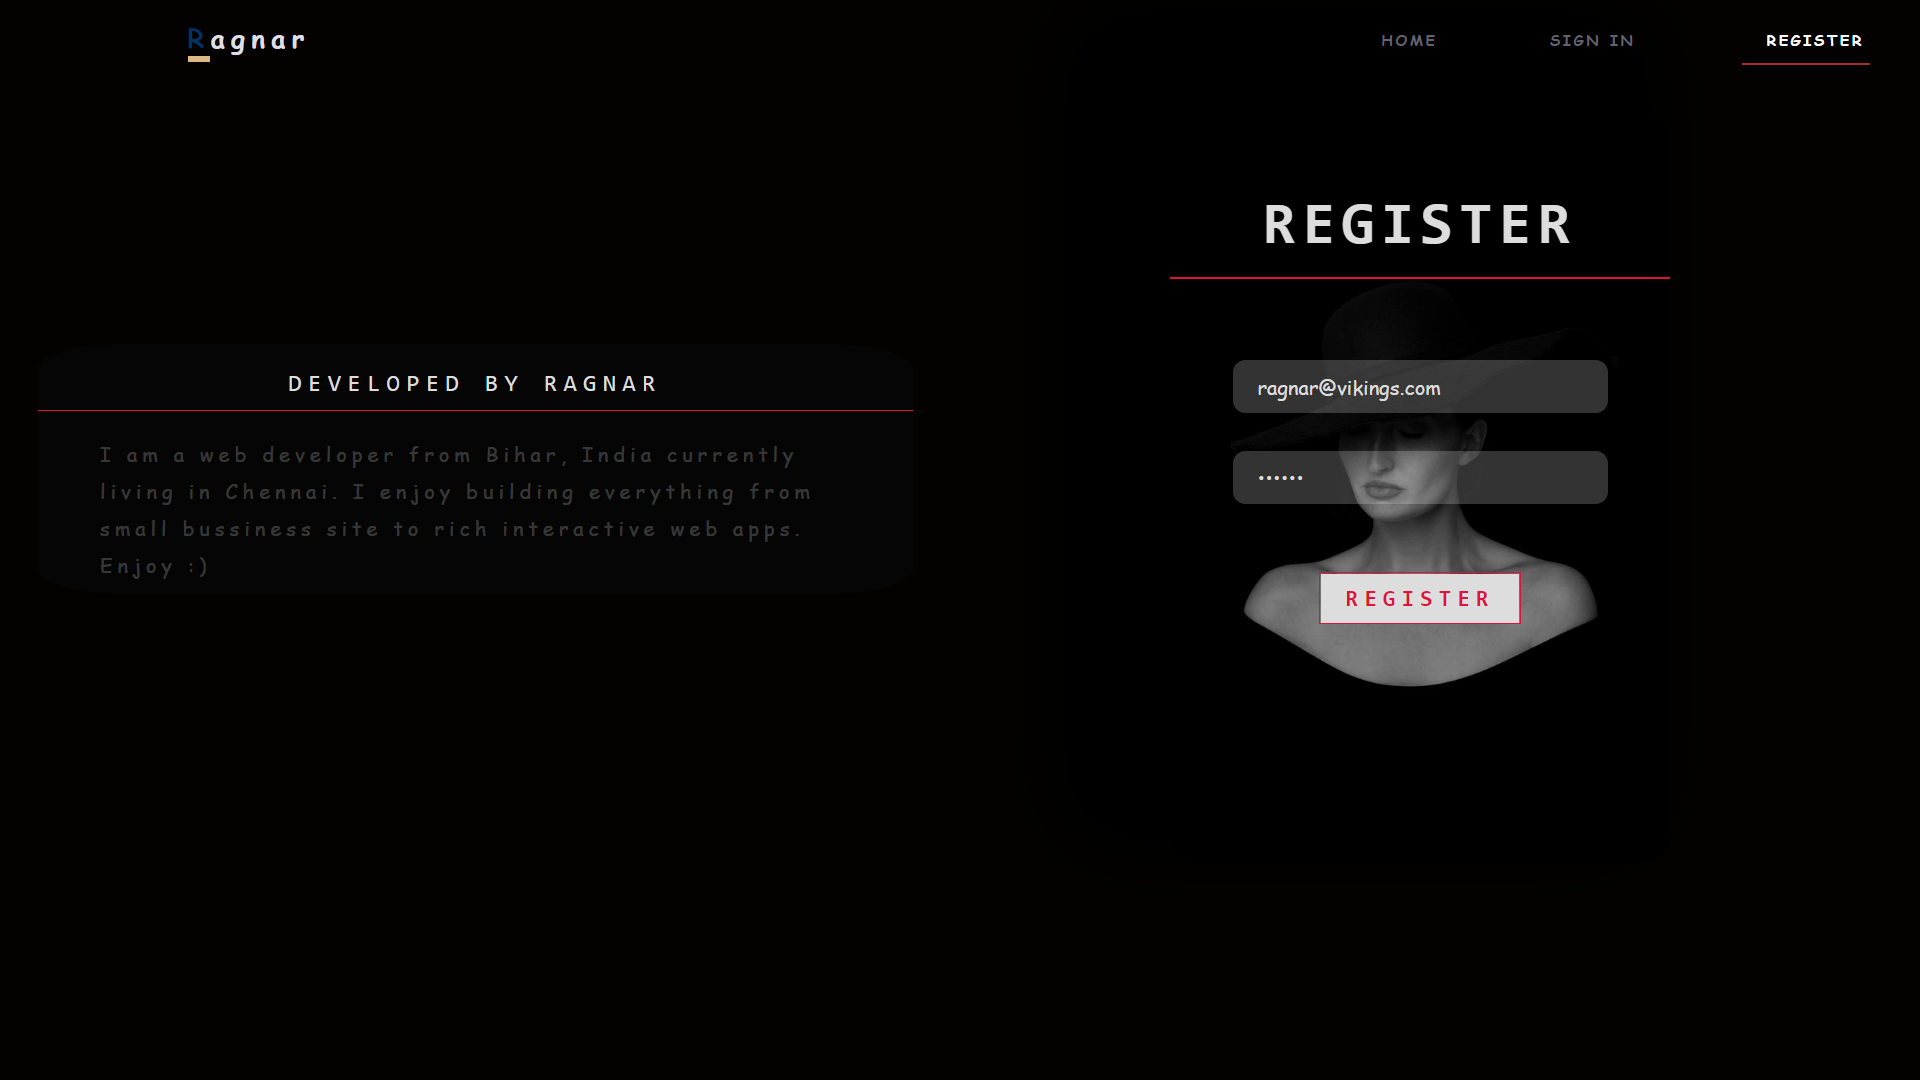 Ragnar
HOME
SIGN IN
REGISTER
REGISTER
ragnar@vikings.com
••••••
REGISTER
DEVELOPED BY RAGNAR
I am a web developer from Bihar, India currently
living in Chennai. I enjoy building everything from
small bussiness site to rich interactive web apps.
Enjoy :)